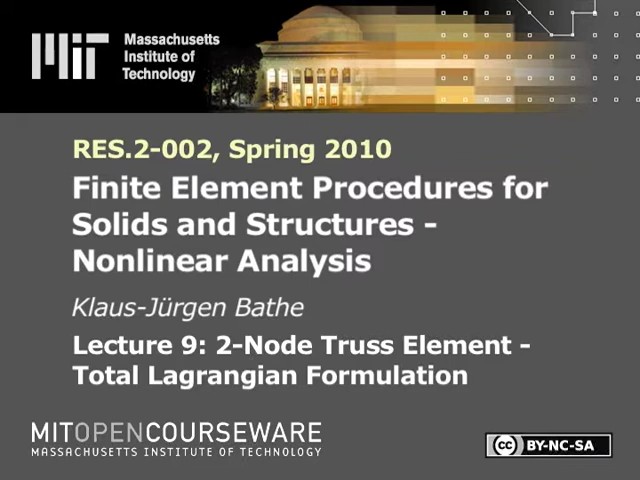 MIT
Massachusetts
Institute of
Technology
RES.2-002, Spring 2010
Finite Element Procedures for
Solids and Structures -
Nonlinear Analysis
Klaus-Jürgen Bathe
Lecture 9: 2-Node Truss Element -
Total Lagrangian Formulation
MITOPENCOURSEWARE
MASSACHUSETTS INSTITUTE OF TECHNOLOGY
cc BY-NC-SA